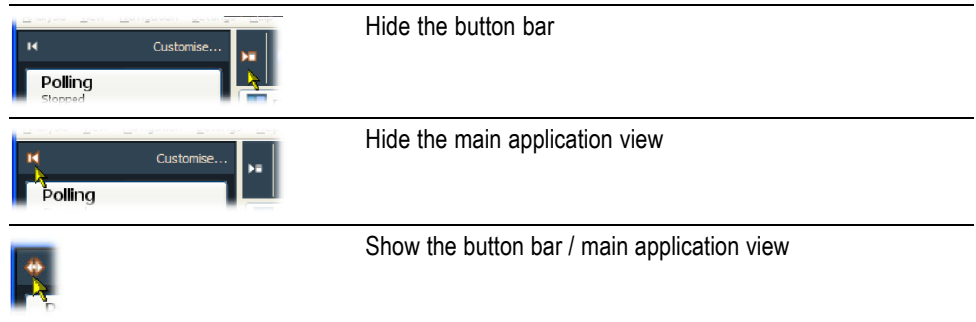 Hide the button bar
Customise...
Polling
Stopped
Hide the main application view
Customise...
Polling
Show the button bar / main application view